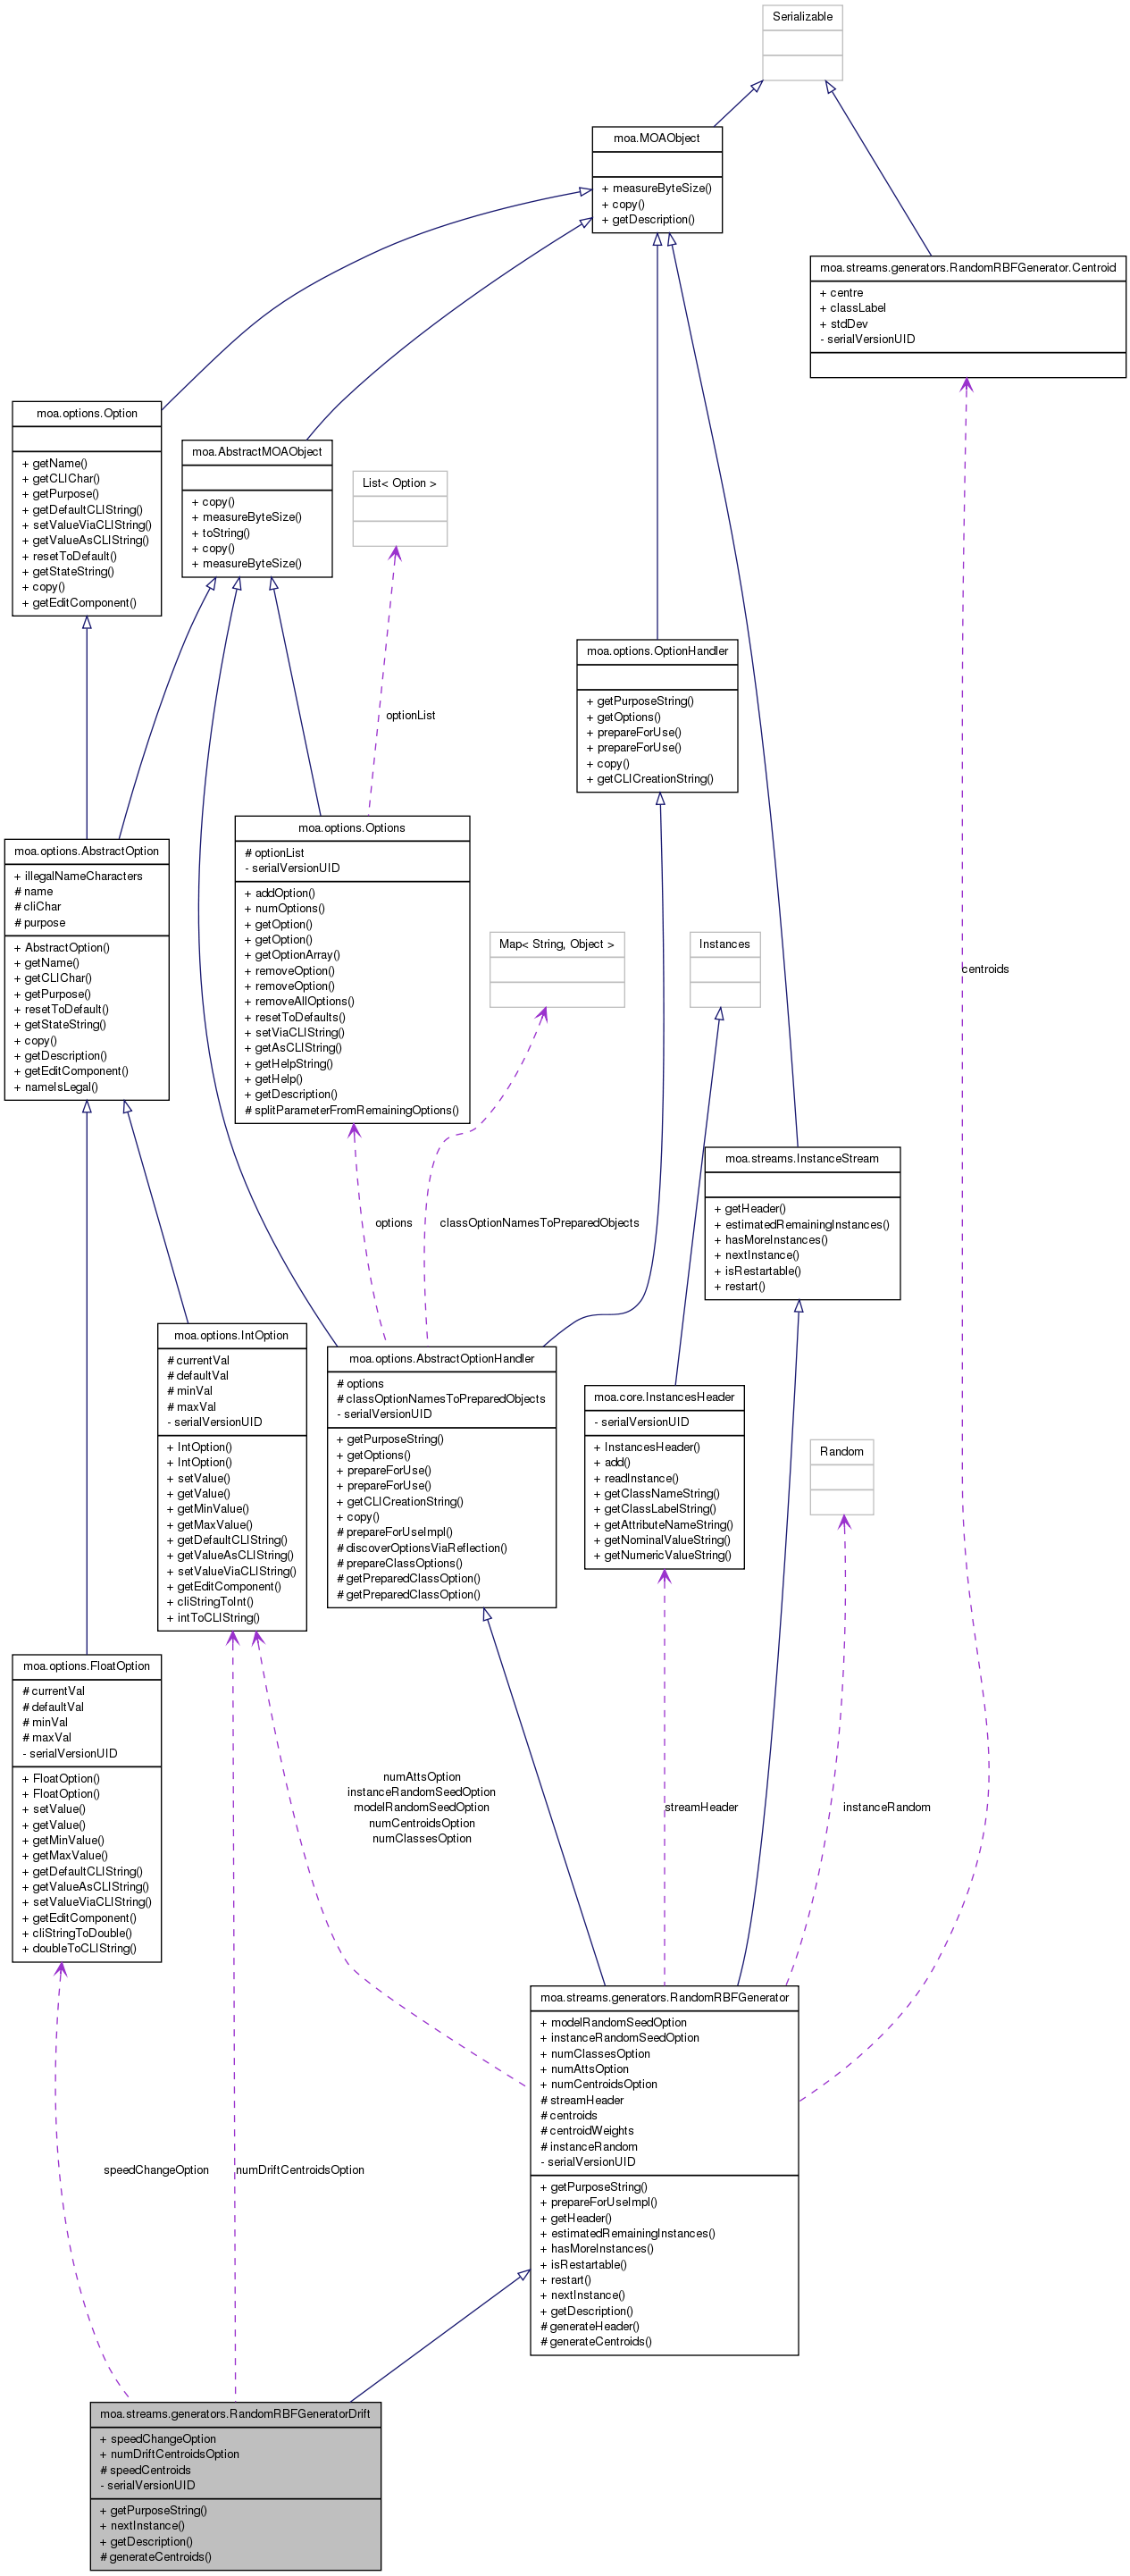 Serializable
moa.MOAObject
+ measureByteSize()
+ copy()
+ getDescription()
moa.streams.generators.RandomRBFGenerator.Centroid
+ centre
+ classLabel
+ stdDev
- serialVersionUID
moa.options.Option
+ getName()
+ getCLIChar()
+ getPurpose()
+ getDefaultCLIString()
+ setValueViaCLIString()
+ getValueAsCLIString()
+ resetToDefault()
+ getStateString()
+ copy()
+ getEditComponent()
moa.AbstractMOAObject
+ copy()
+ measureByteSize()
+ toString()
+ copy()
+ measureByteSize()
List< Option >
optionList
moa.options.OptionHandler
+ getPurposeString()
+ getOptions()
+ prepareForUse()
+ prepareForUse()
+ copy()
+ getCLICreationString()
moa.options.Options
# optionList
- serialVersionUID
+ addOption()
+ numOptions()
+ getOption()
+ getOption()
+ getOptionArray()
+ removeOption()
+ removeOption()
+ removeAllOptions()
+ resetToDefaults()
+ setViaCLIString()
+ getAsCLIString()
+ getHelpString()
+ getHelp()
+ getDescription()
# splitParameterFromRemainingOptions()
moa.options.AbstractOption
+ illegalNameCharacters
# name
# cliChar
# purpose
+ AbstractOption()
+ getName()
+ getCLIChar()
+ getPurpose()
+ resetToDefault()
+ getStateString()
+ copy()
+ getDescription()
+ getEditComponent()
+ nameIsLegal()
Map< String, Object >
Instances
centroids
moa.streams.InstanceStream
+ getHeader()
+ estimatedRemainingInstances()
+ hasMoreInstances()
+ nextInstance()
+ isRestartable()
+ restart()
options
classOptionNamesToPreparedObjects
moa.options.IntOption
# currentVal
# defaultVal
# minVal
# maxVal
- serialVersionUID
+ IntOption()
+ IntOption()
+ setValue()
+ getValue()
+ getMinValue()
+ getMaxValue()
+ getDefaultCLIString()
+ getValueAsCLIString()
+ setValueViaCLIString()
+ getEditComponent()
+ cliStringToInt()
+ intToCLIString()
moa.options.AbstractOptionHandler
# options
# classOptionNamesToPreparedObjects
- serialVersionUID
+ getPurposeString()
+ getOptions()
+ prepareForUse()
+ prepareForUse()
+ getCLICreationString()
+ copy()
# prepareForUseImpl()
# discoverOptionsViaReflection()
# prepareClassOptions()
# getPreparedClassOption()
# getPreparedClassOption()
moa.core.InstancesHeader
- serialVersionUID
+ InstancesHeader()
+ add()
+ readInstance()
+ getClassNameString()
+ getClassLabelString()
+ getAttributeNameString()
+ getNominalValueString()
+ getNumericValueString()
Random
moa.options.FloatOption
# currentVal
# defaultVal
# minVal
# maxVal
- serialVersionUID
+ FloatOption()
+ FloatOption()
+ setValue()
+ getValue()
+ getMinValue()
+ getMaxValue()
+ getDefaultCLIString()
+ getValueAsCLIString()
+ setValueViaCLIString()
+ getEditComponent()
+ cliStringToDouble()
+ doubleToCLIString()
numAttsOption
instanceRandomSeedOption
modelRandomSeedOption
numCentroidsOption
numClassesOption
streamHeader
instanceRandom
moa.streams.generators.RandomRBFGenerator
+ modelRandomSeedOption
+ instanceRandomSeedOption
+ numClassesOption
+ numAttsOption
+ numCentroidsOption
# streamHeader
# centroids
# centroidWeights
# instanceRandom
- serialVersionUID
+ getPurposeString()
+ prepareForUseImpl()
+ getHeader()
+ estimatedRemainingInstances()
+ hasMoreInstances()
+ isRestartable()
+ restart()
+ nextInstance()
+ getDescription()
# generateHeader()
# generateCentroids()
speedChangeOption
numDriftCentroidsOption
moa.streams.generators.RandomRBFGeneratorDrift
+ speedChangeOption
+ numDriftCentroidsOption
# speedCentroids
- serialVersionUID
+ getPurposeString()
+ nextInstance()
+ getDescription()
# generateCentroids()